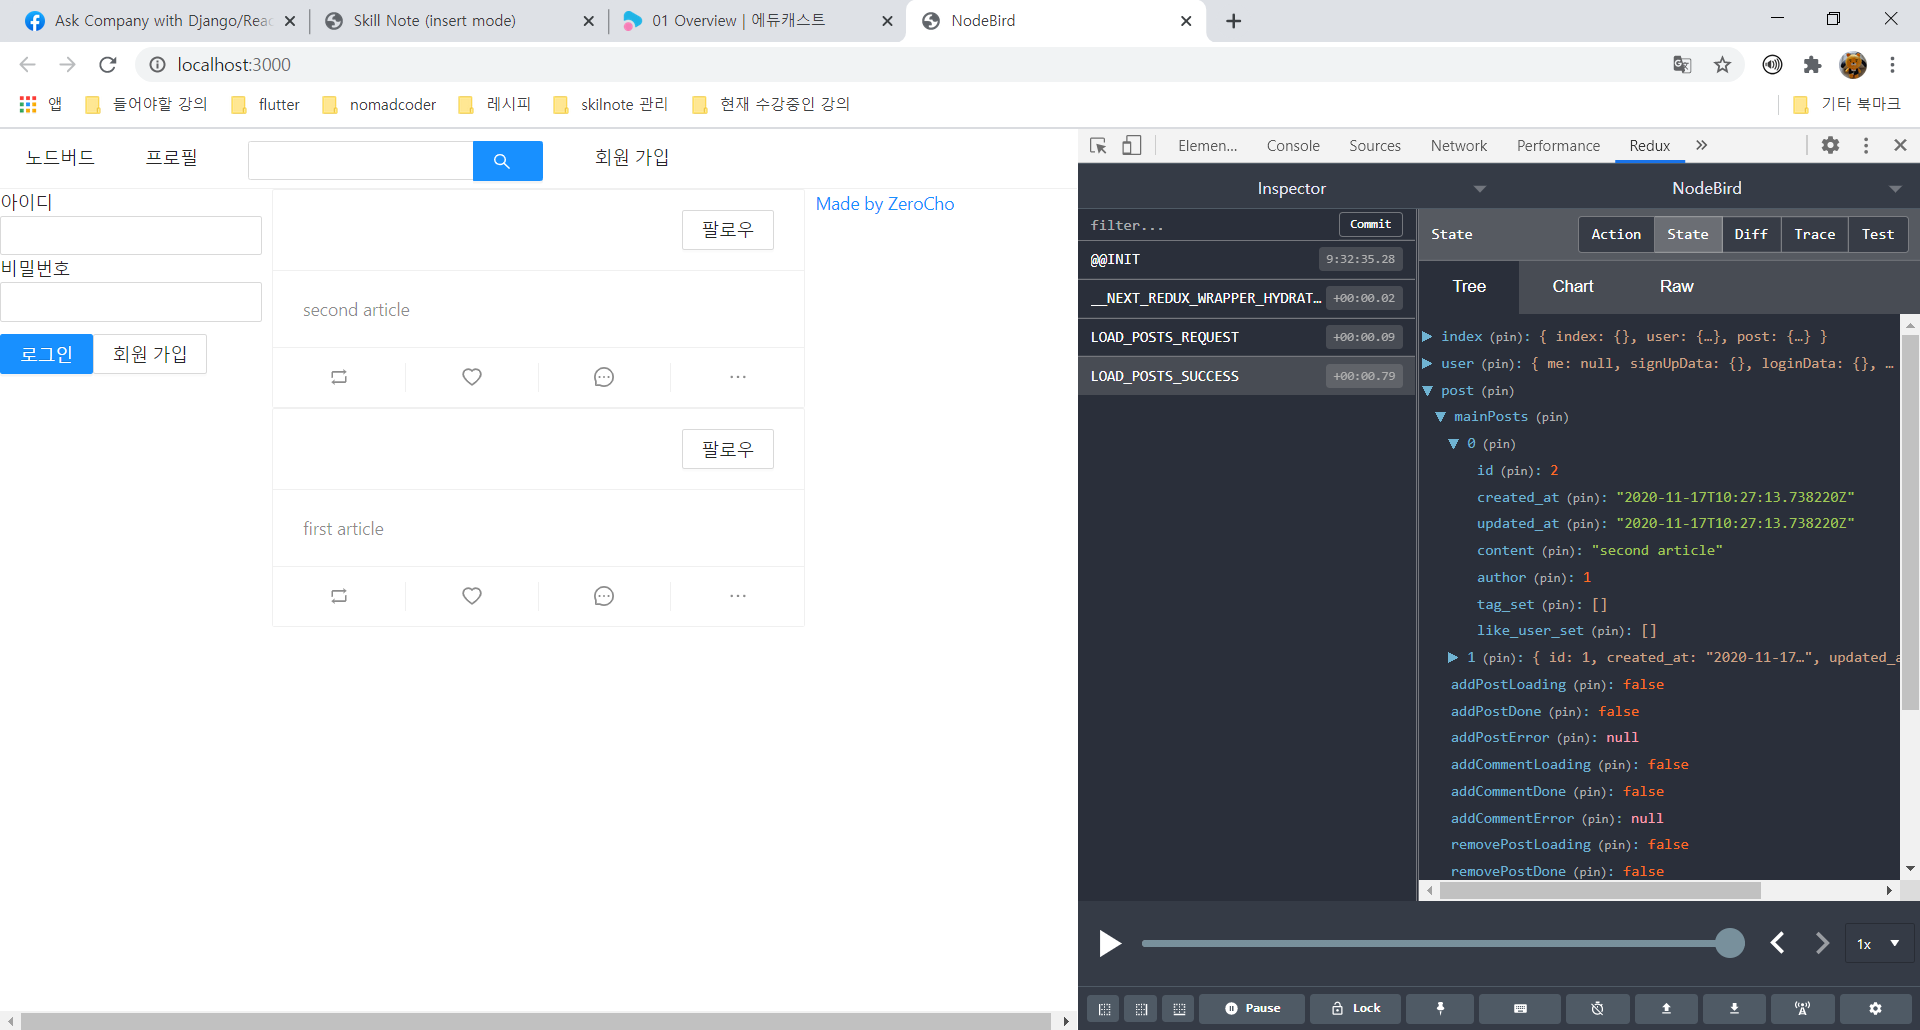 Ask Company with Django/Reac
Skill Note (insert mode)
01 Overview | 에듀캐스트
NodeBird
localhost:3000
앱
들어야할 강의
flutter
nomadcoder
레시피
skilnote 관리
현재 수강중인 강의
기타 북마크
노드버드
프로필
회원 가입
아이디
비밀번호
로그인
회원 가입
팔로우
second article
팔로우
first article
Made by ZeroCho
Elemen...
Console
Sources
Network
Performance
Redux
Inspector
NodeBird
filter...
Commit
@@INIT
9:32:35.28
__NEXT_REDUX_WRAPPER_HYDRAT...
+00:00.02
LOAD_POSTS_REQUEST
+00:00.09
LOAD_POSTS_SUCCESS
+00:00.79
State
Action
State
Diff
Trace
Test
Tree
Chart
Raw
index (pin): { index: {}, user: {…}, post: {…} }
user (pin): { me: null, signUpData: {}, loginData: {}, …
post (pin)
mainPosts (pin)
0 (pin)
id (pin): 2
created_at (pin): "2020-11-17T10:27:13.738220Z"
updated_at (pin): "2020-11-17T10:27:13.738220Z"
content (pin): "second article"
author (pin): 1
tag_set (pin): []
like_user_set (pin): []
1 (pin): { id: 1, created_at: "2020-11-17…", updated_a
addPostLoading (pin): false
addPostDone (pin): false
addPostError (pin): null
addCommentLoading (pin): false
addCommentDone (pin): false
addCommentError (pin): null
removePostLoading (pin): false
removePostDone (pin): false
1x
Pause
Lock